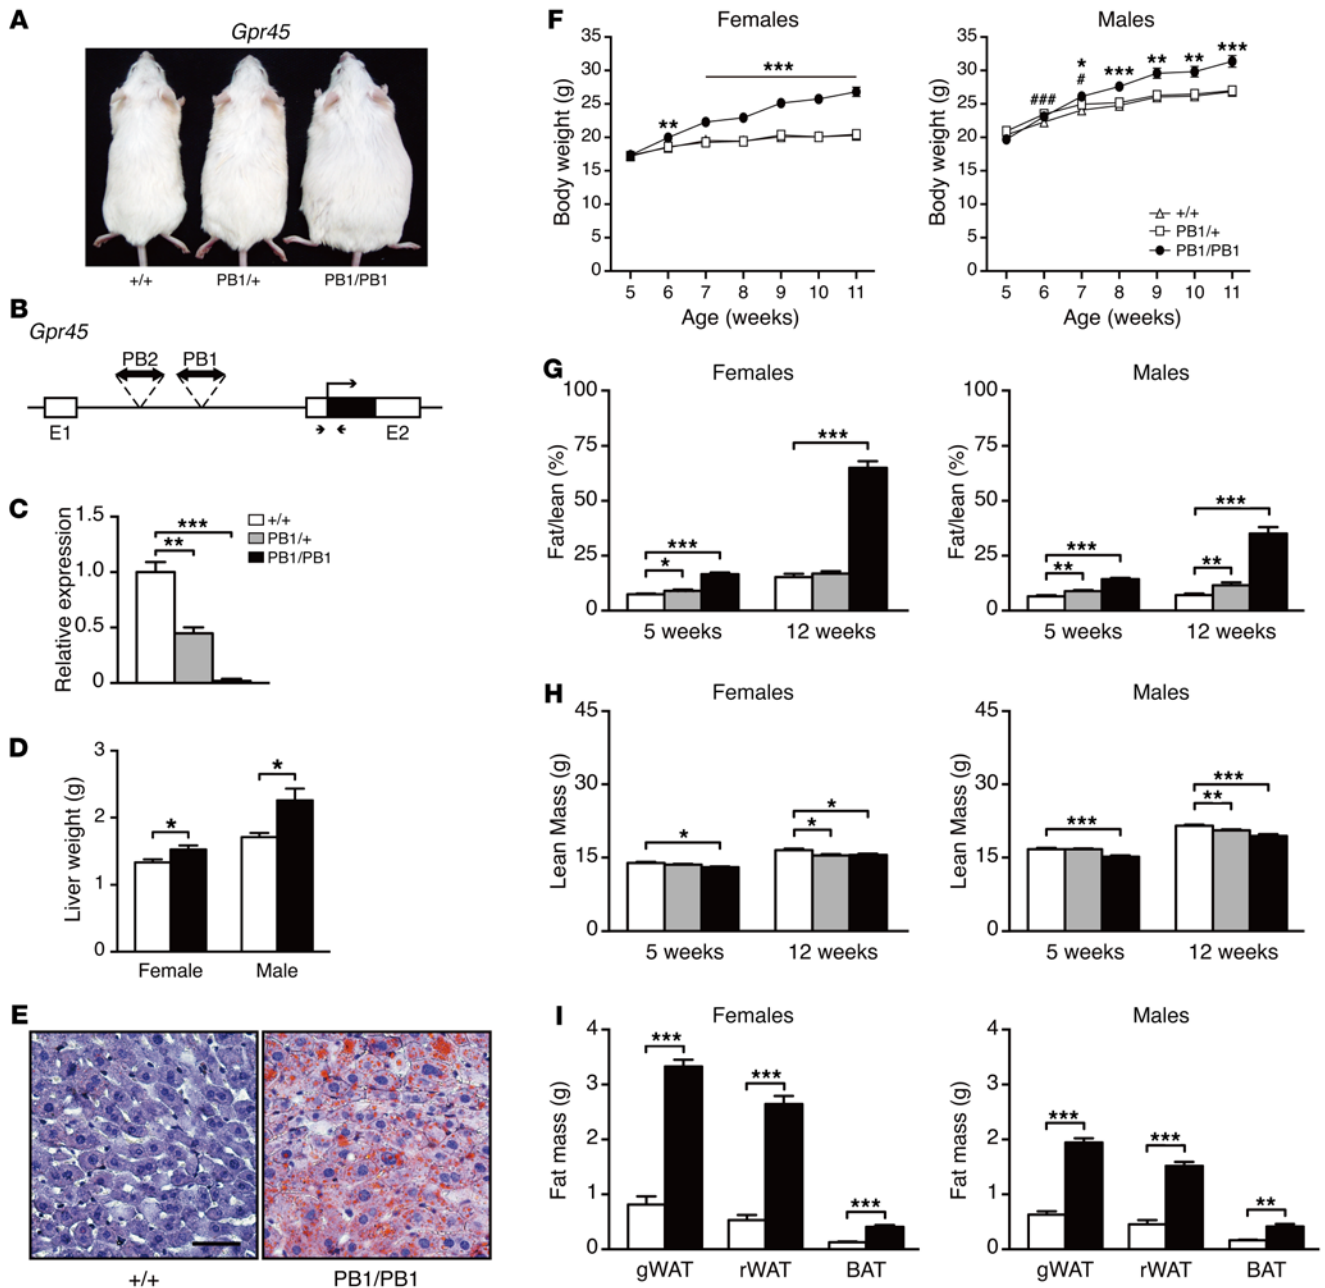 A
Gpr45
+/+ PB1/+ PB1/PB1
B
Gpr45
PB2 PB1
E1 E2
C
Relative expression
1.5
1.0
0.5
0
*** 
**
+/+
PB1/+
PB1/PB1
D
Liver weight (g)
3
2
1
0
* *
Female Male
E
+/+ PB1/PB1
F
Females
Body weight (g)
35
30
25
20
15
10
5
0
** ***
5 6 7 8 9 10 11
Age (weeks)
Males
Body weight (g)
35
30
25
20
15
10
5
0
* *** ** ** ***
### #
+/+
PB1/+
PB1/PB1
5 6 7 8 9 10 11
Age (weeks)
G
Females
Fat/lean (%)
100
75
50
25
0
***
***
*
5 weeks 12 weeks
Males
Fat/lean (%)
100
75
50
25
0
*** ***
** **
5 weeks 12 weeks
H
Females
Lean Mass (g)
45
30
15
0
* *
*
5 weeks 12 weeks
Males
Lean Mass (g)
45
30
15
0
*** ***
**
5 weeks 12 weeks
I
Females
Fat mass (g)
4
3
2
1
0
*** *** ***
gWAT rWAT BAT
Males
Fat mass (g)
4
3
2
1
0
*** *** **
gWAT rWAT BAT